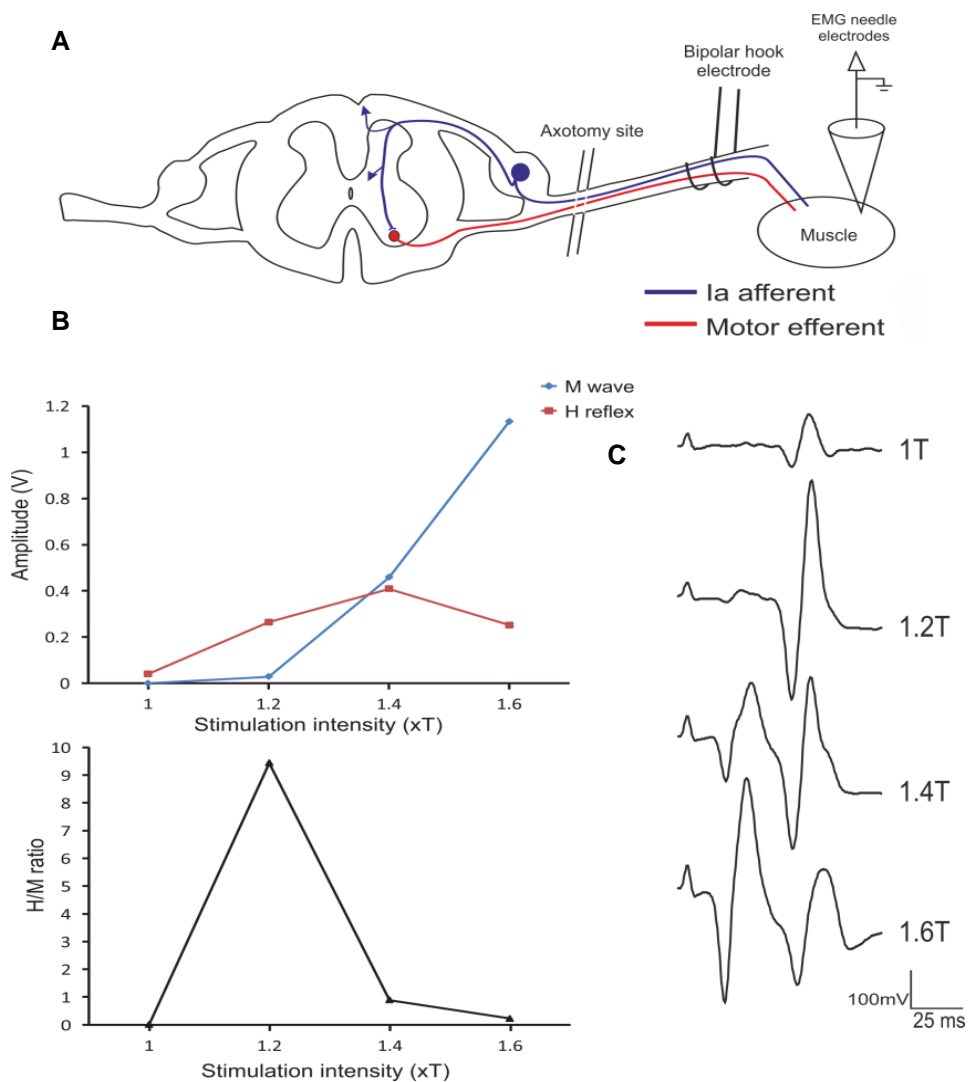 A
EMG needle
electrodes
Bipolar hook
electrode
Axotomy site
Muscle
Ia afferent
Motor efferent
B
M wave
H reflex
1.2
1
0.8
0.6
0.4
0.2
0
Amplitude (V)
1 1.2 1.4 1.6
Stimulation intensity (xT)
10
9
8
7
6
5
4
3
2
1
0
H/M ratio
1 1.2 1.4 1.6
Stimulation intensity (xT)
C
1T
1.2T
1.4T
1.6T
100mV
25 ms